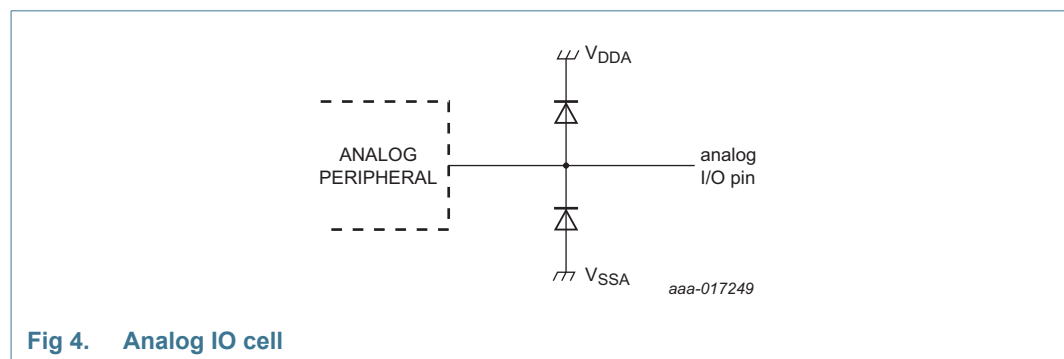 VDDA
ANALOG
PERIPHERAL
analog
I/O pin
VSSA
aaa-017249
Fig 4. Analog IO cell